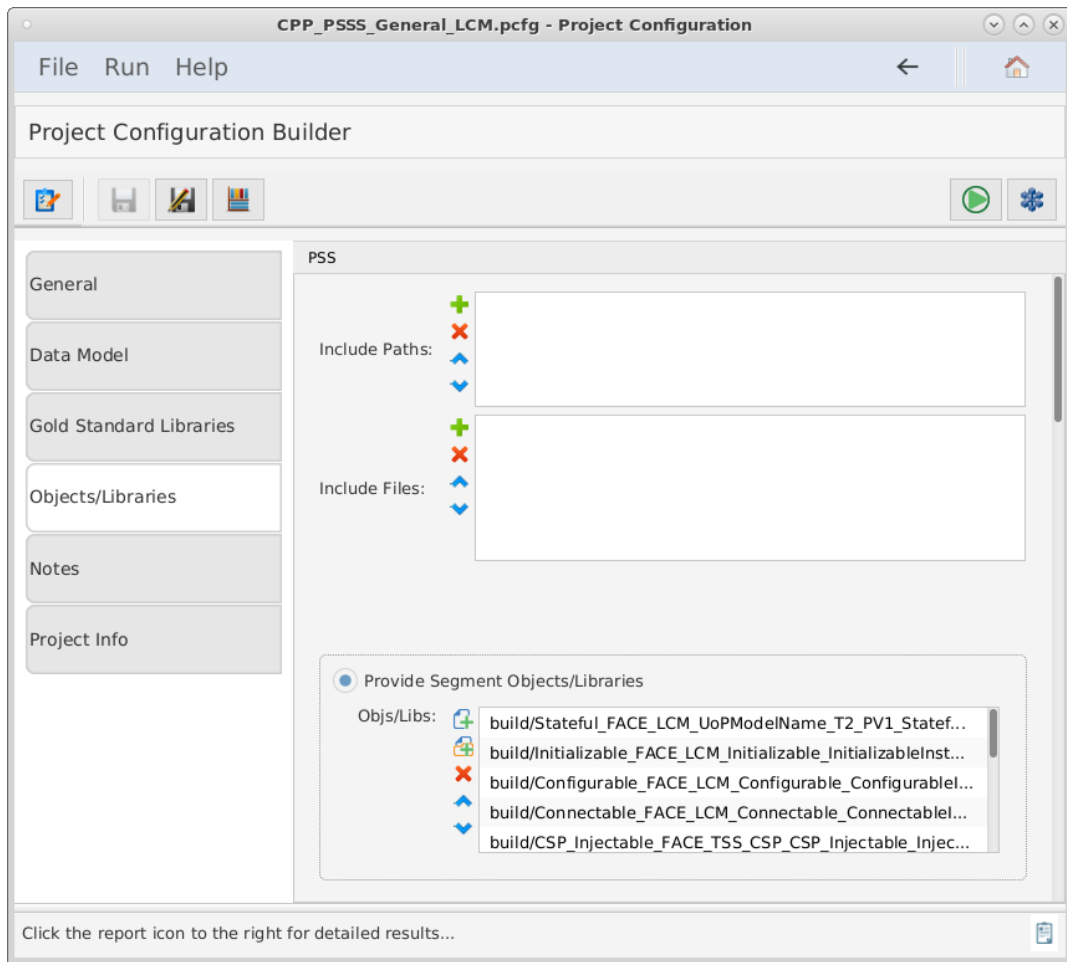 CPP_PSSS_General_LCM.pcfg - Project Configuration
File Run Help
Project Configuration Builder
General
Data Model
Gold Standard Libraries
Objects/Libraries
Notes
Project Info
PSS
Include Paths:
Include Files:
Provide Segment Objects/Libraries
Objs/Libs:
build/Stateful_FACE_LCM_UoPModelName_T2_PV1_Statef...
build/Initializable_FACE_LCM_Initializable_InitializableInst...
build/Configurable_FACE_LCM_Configurable_ConfigurableI...
build/Connectable_FACE_LCM_Connectable_ConnectableI...
build/CSP_Injectable_FACE_TSS_CSP_CSP_Injectable_Injec...
Click the report icon to the right for detailed results...